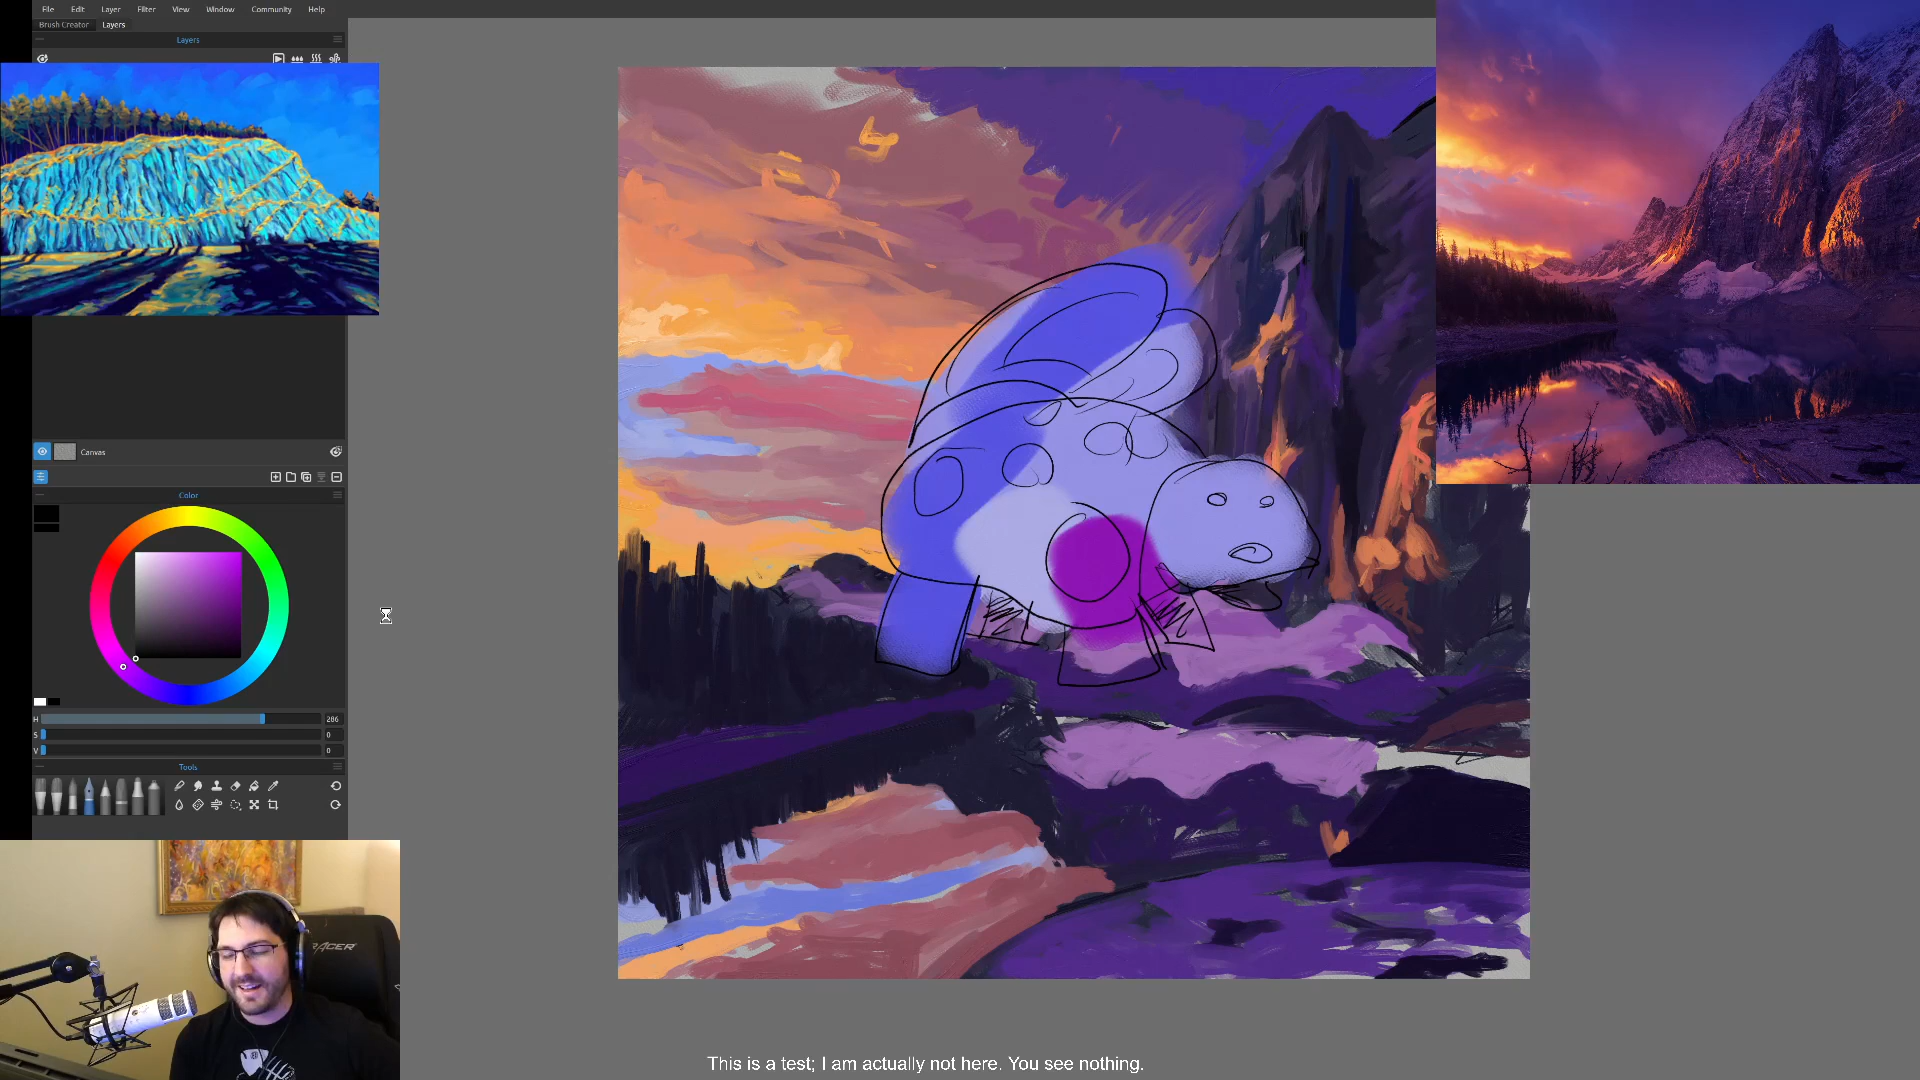 File Edit Layer Filter View Window Community Help
Brush Creator Layers
Layers
Canvas
Color
H 286
S 0
V 0
Tools
ACER
This is a test; I am actually not here. You see nothing.